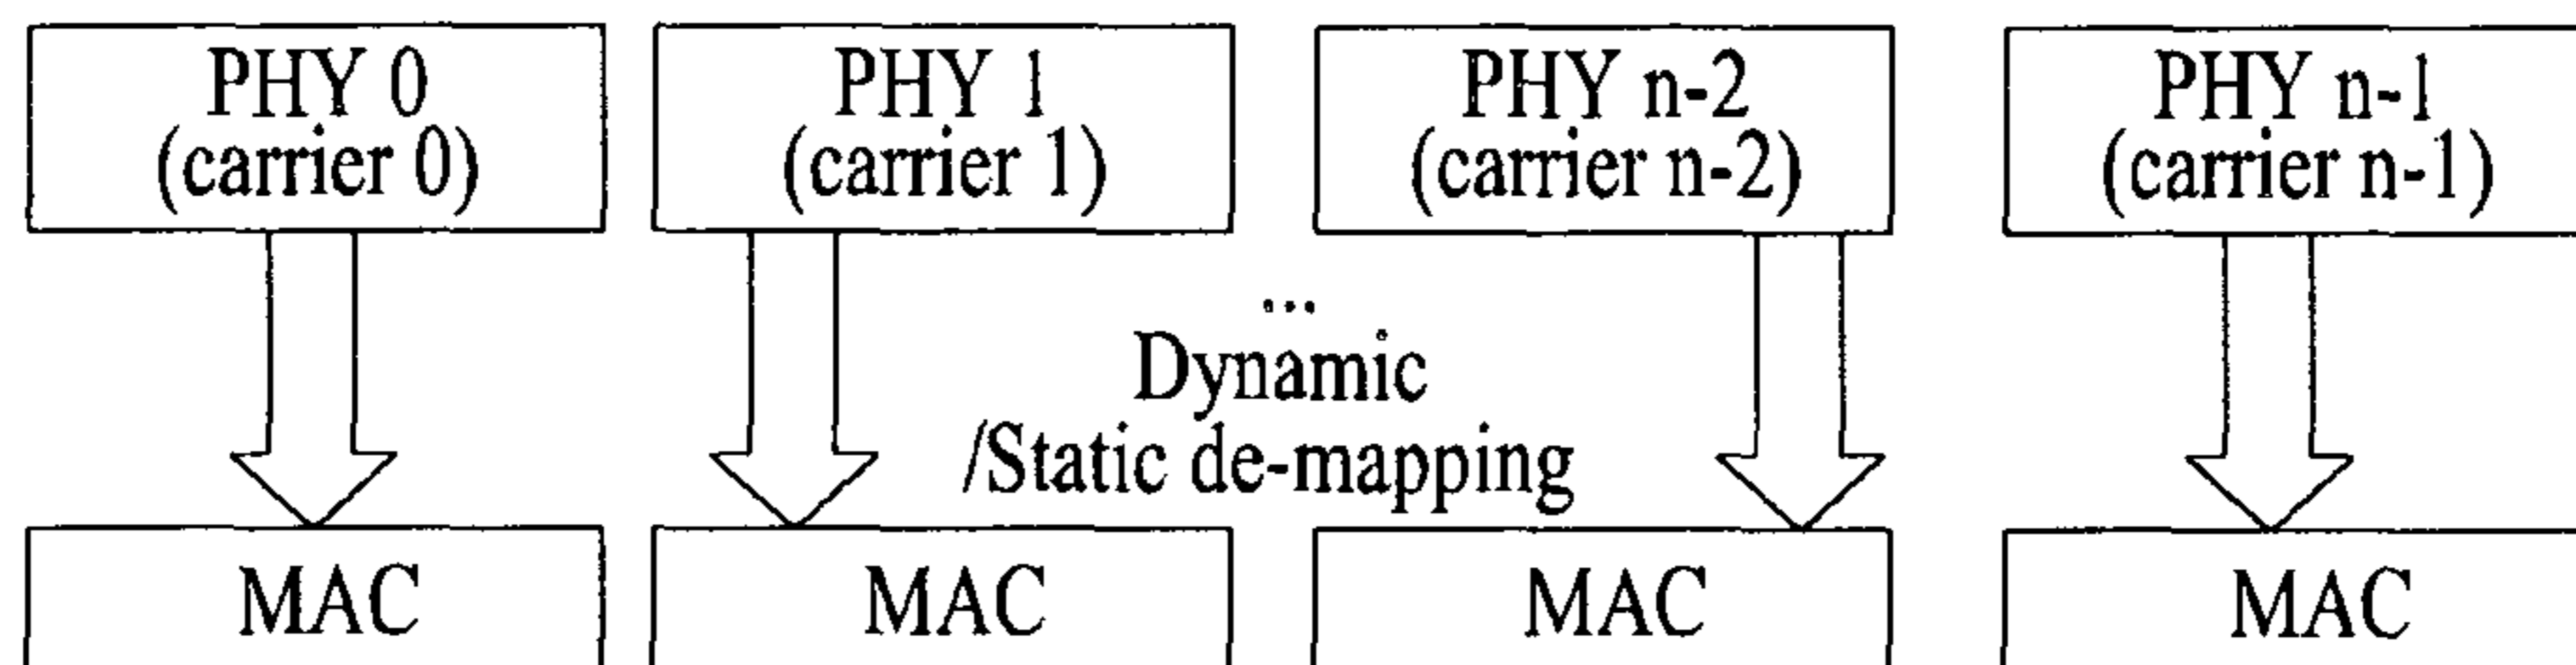 PHY 0
(carrier 0)
PHY 1
(carrier 1)
PHY n-2
(carrier n-2)
PHY n-1
(carrier n-1)
...
Dynamic
/Static de-mapping
MAC
MAC
MAC
MAC